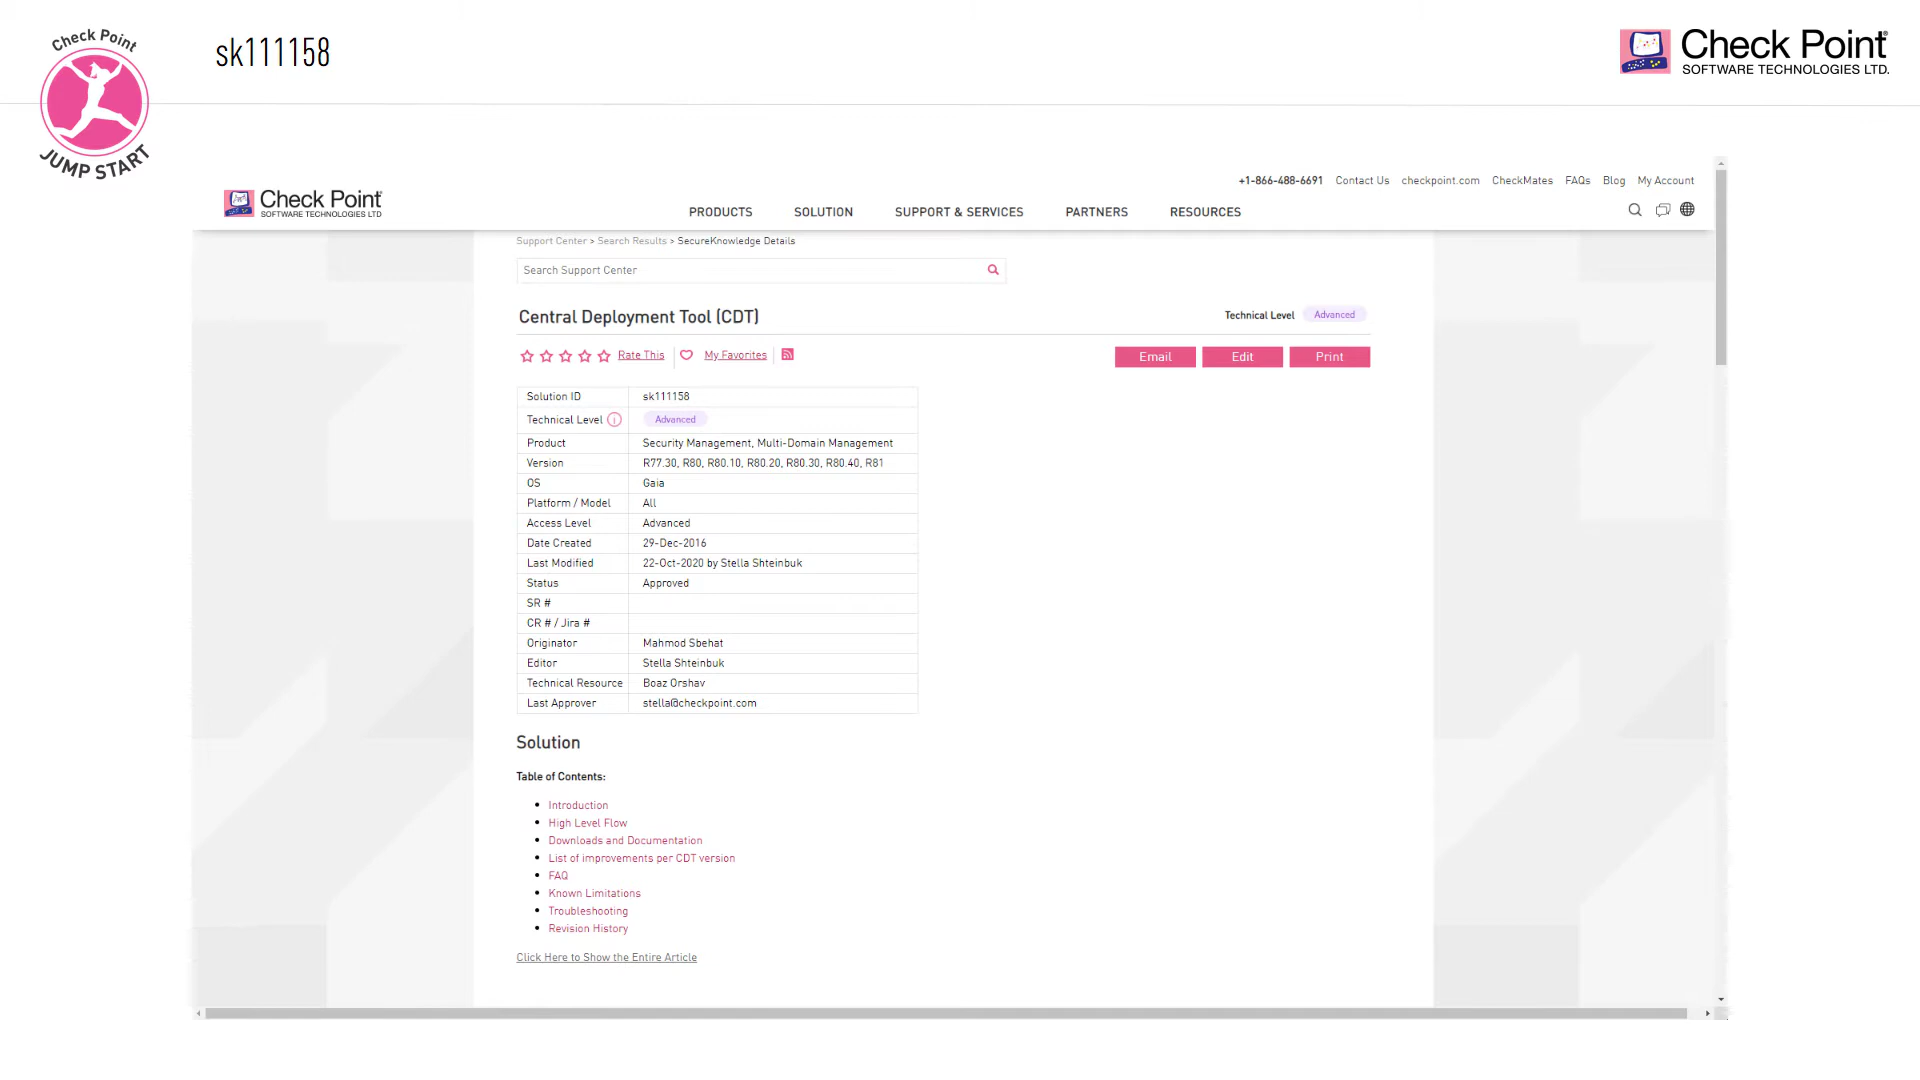 Check Point
JUMP START
sk111158
Check Point
SOFTWARE TECHNOLOGIES LTD.
+1-866-488-6691 Contact Us checkpoint.com CheckMates FAQs Blog My Account
Check Point
SOFTWARE TECHNOLOGIES LTD
PRODUCTS SOLUTION SUPPORT & SERVICES PARTNERS RESOURCES
Support Center > Search Results > SecureKnowledge Details
Search Support Center
Central Deployment Tool (CDT)
Technical Level Advanced
Rate This My Favorites
Email Edit Print
Solution ID sk111158
Technical Level Advanced
Product Security Management, Multi-Domain Management
Version R77.30, R80, R80.10, R80.20, R80.30, R80.40, R81
OS Gaia
Platform / Model All
Access Level Advanced
Date Created 29-Dec-2016
Last Modified 22-Oct-2020 by Stella Shteinbuk
Status Approved
SR #
CR # / Jira #
Originator Mahmod Sbehat
Editor Stella Shteinbuk
Technical Resource Boaz Orshav
Last Approver stella@checkpoint.com
Solution
Table of Contents:
Introduction
High Level Flow
Downloads and Documentation
List of improvements per CDT version
FAQ
Known Limitations
Troubleshooting
Revision History
Click Here to Show the Entire Article